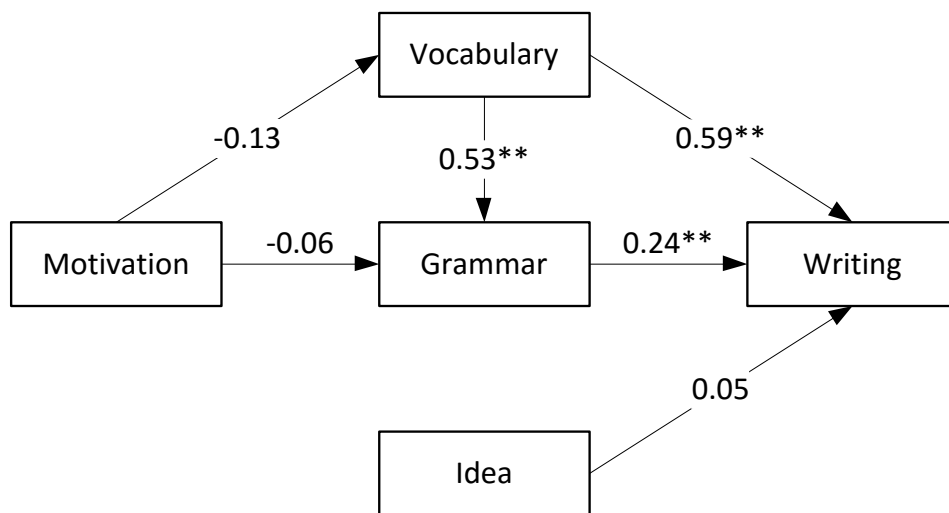 Vocabulary
-0.13
0.59**
0.53**
Motivation
-0.06
Grammar
0.24**
Writing
0.05
Idea